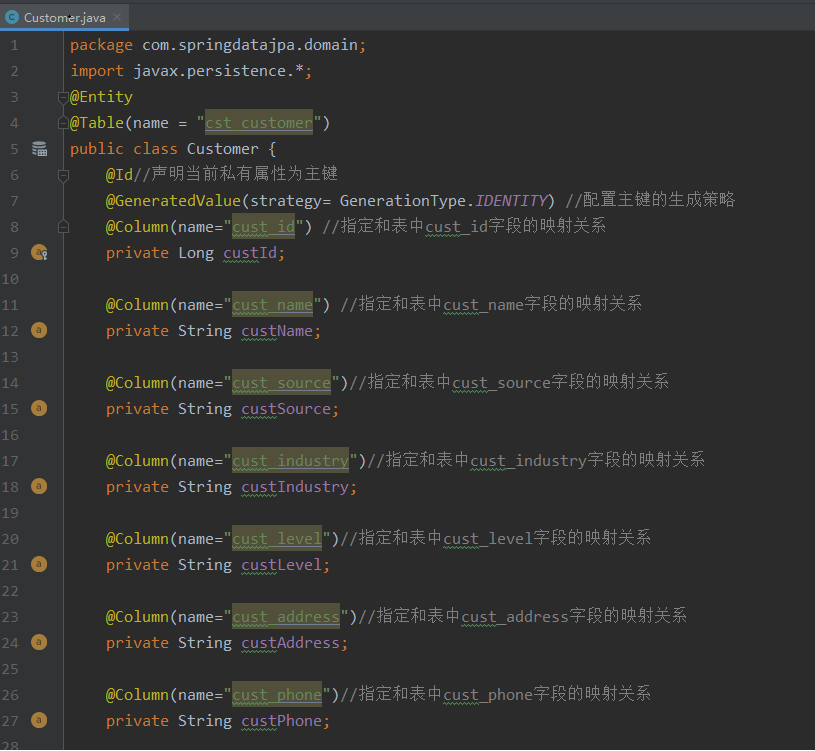 Customer.java
1 package com.springdatajpa.domain;
2 import javax.persistence.*;
3 @Entity
4 @Table(name = "cst_customer")
5 public class Customer {
6 @Id//声明当前私有属性为主键
7 @GeneratedValue(strategy= GenerationType.IDENTITY) //配置主键的生成策略
8 @Column(name="cust_id") //指定和表中cust_id字段的映射关系
9 private Long custId;
10
11 @Column(name="cust_name") //指定和表中cust_name字段的映射关系
12 private String custName;
13
14 @Column(name="cust_source")//指定和表中cust_source字段的映射关系
15 private String custSource;
16
17 @Column(name="cust_industry")//指定和表中cust_industry字段的映射关系
18 private String custIndustry;
19
20 @Column(name="cust_level")//指定和表中cust_level字段的映射关系
21 private String custLevel;
22
23 @Column(name="cust_address")//指定和表中cust_address字段的映射关系
24 private String custAddress;
25
26 @Column(name="cust_phone")//指定和表中cust_phone字段的映射关系
27 private String custPhone;
28